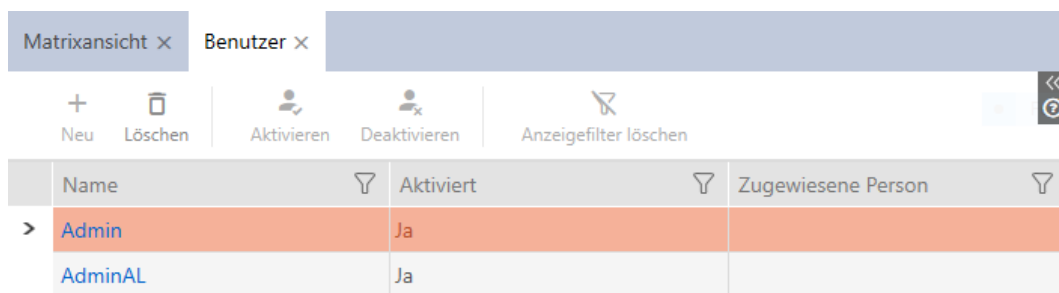 Matrixansicht × Benutzer ×
Neu Löschen Aktivieren Deaktivieren Anzeigefilter löschen
Name Aktiviert Zugewiesene Person
Admin Ja
AdminAL Ja